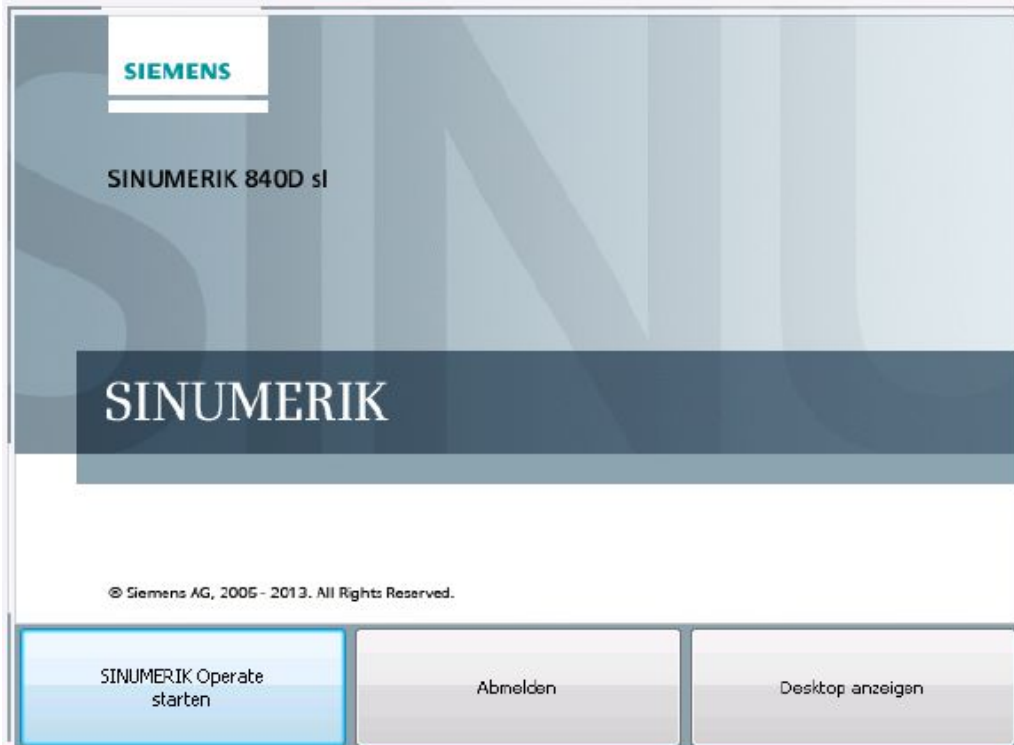 SIEMENS
SINUMERIK 840D sl
SINUMERIK
© Siemens AG, 2005 - 2013. All Rights Reserved.
SINUMERIK Operate
starten
Abmelden
Desktop anzeigen